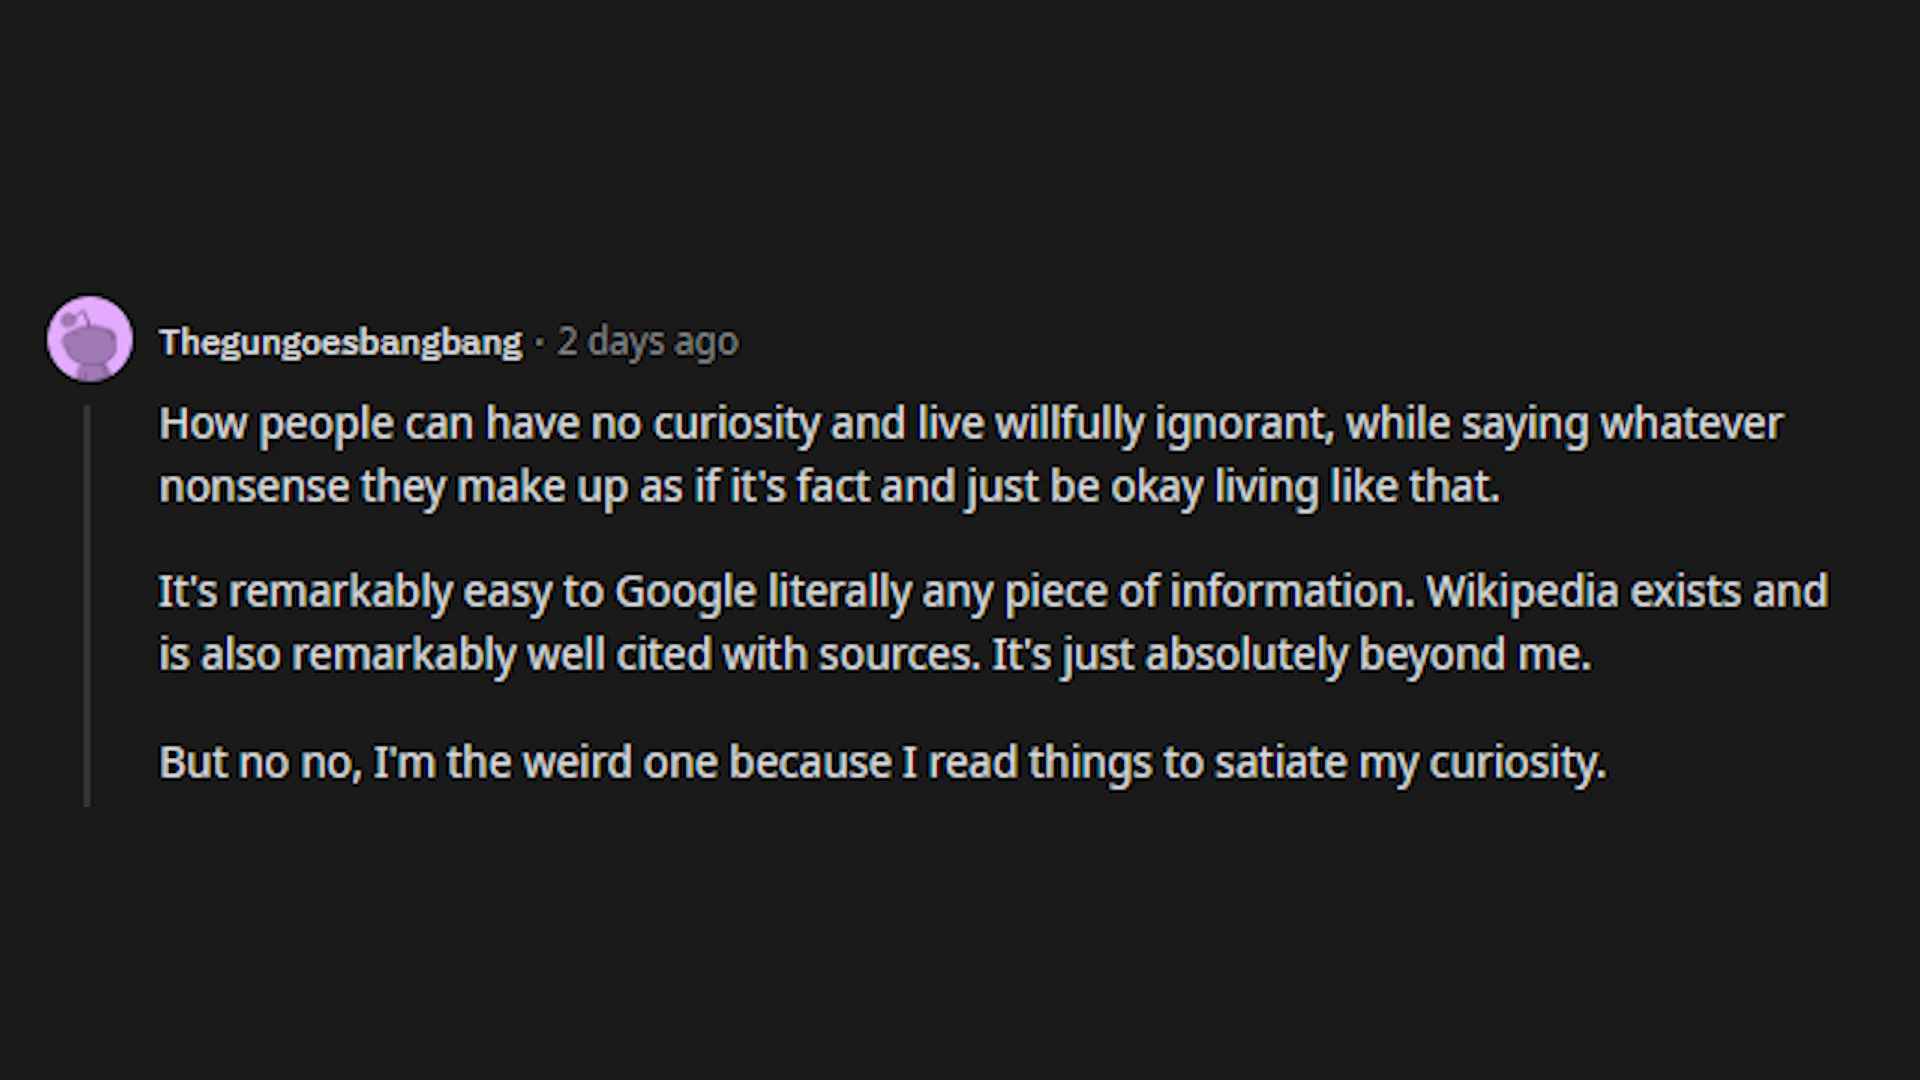 Thegungoesbangbang · 2 days ago
How people can have no curiosity and live willfully ignorant, while saying whatever
nonsense they make up as if it's fact and just be okay living like that.
It's remarkably easy to Google literally any piece of information. Wikipedia exists and
is also remarkably well cited with sources. It's just absolutely beyond me.
But no no, I'm the weird one because I read things to satiate my curiosity.